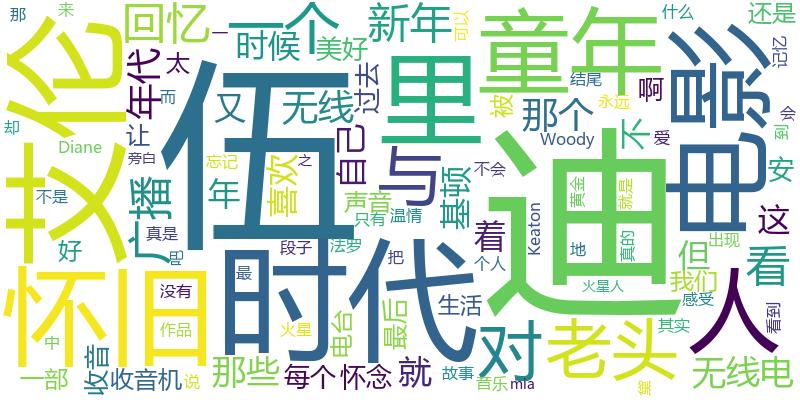 那
来
回忆
一
一个
新年
童年
什么
还是
艾伦
时候
美好
可以
电影
记忆
太
年代
而
无线
过去
里
被
那个
结尾
啊
永远
却
让
又
伍
Diane
旁白
忘记
自己
与
Woody
不
爱
会
到
迪
不是
广播
年
喜欢
之
声音
只有
温情
基顿
不会
黄金
就是
安
好
真是
段子
法罗
着
Keaton
地
真的
但
出现
这
怀旧
吧
时代
把
个人
火星人
我们
感受
看
看到
没有
最
中
作品
火星
电台
最后
生活
对
老头
其实
人
一部
收音
收音机
说
那些
每个
怀念
就
故事
音乐
mia
无线电